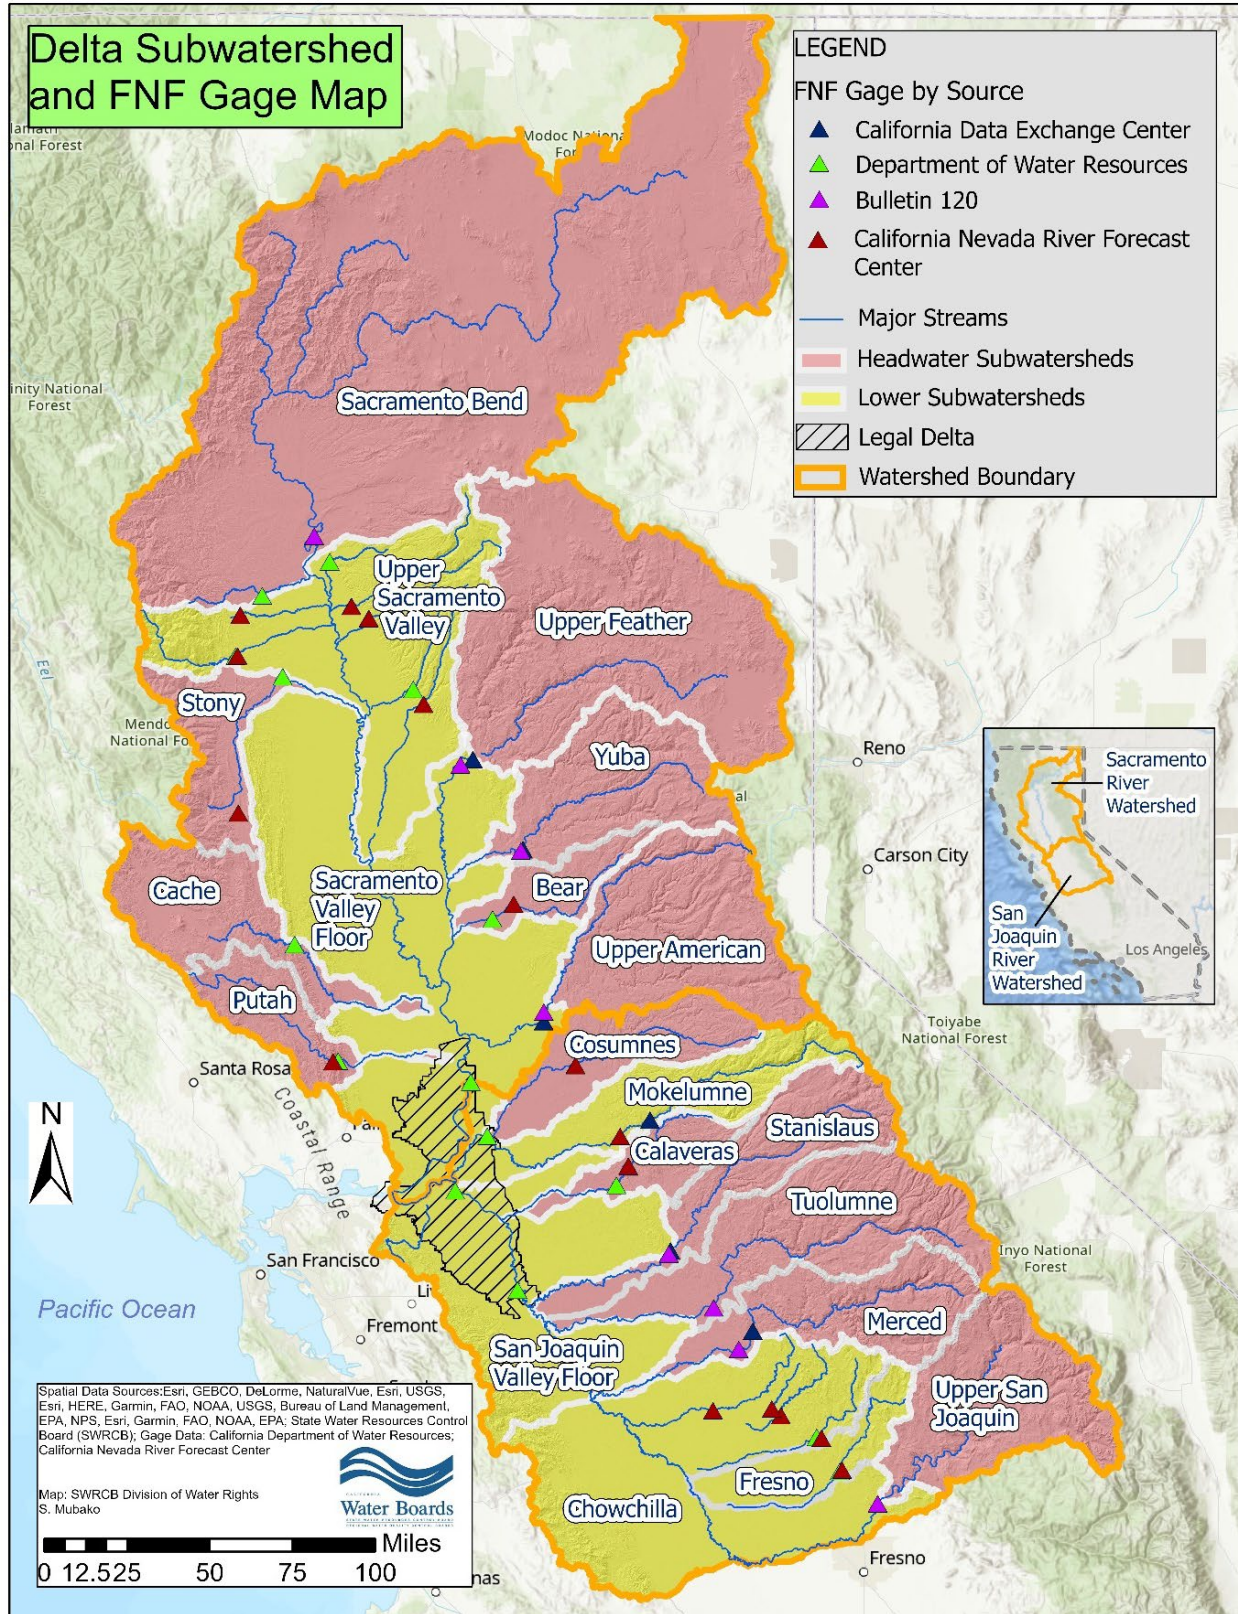 Delta Subwatershed
and FNF Gage Map
LEGEND
FNF Gage by Source
California Data Exchange Center
Department of Water Resources
Bulletin 120
California Nevada River Forecast
Center
Major Streams
Headwater Subwatersheds
Lower Subwatersheds
Legal Delta
Watershed Boundary
Sacramento Bend
Upper
Sacramento
Valley
Upper Feather
Stony
Yuba
Reno
Carson City
Cache
Sacramento
Valley
Floor
Bear
Upper American
Putah
Cosumnes
Mokelumne
Stanislaus
Calaveras
Tuolumne
Merced
San Joaquin
Valley Floor
Upper San
Joaquin
Fresno
Chowchilla
Fresno
Santa Rosa
Coastal Range
San Francisco
Fremont
Pacific Ocean
Eel
National Forest
Forest
Toiyabe
National Forest
Inyo National
Forest
N
Sacramento
River
Watershed
San
Joaquin
River
Watershed
Los Angeles
Spatial Data Sources:Esri, GEBCO, DeLorme, NaturalVue, Esri, USGS,
Esri, HERE, Garmin, FAO, NOAA, USGS, Bureau of Land Management,
EPA, NPS, Esri, Garmin, FAO, NOAA, EPA; State Water Resources Control
Board (SWRCB); Gage Data: California Department of Water Resources;
California Nevada River Forecast Center
Map: SWRCB Division of Water Rights
S. Mubako
CALIFORNIA
Water Boards
Miles
0 12.5 25 50 75 100